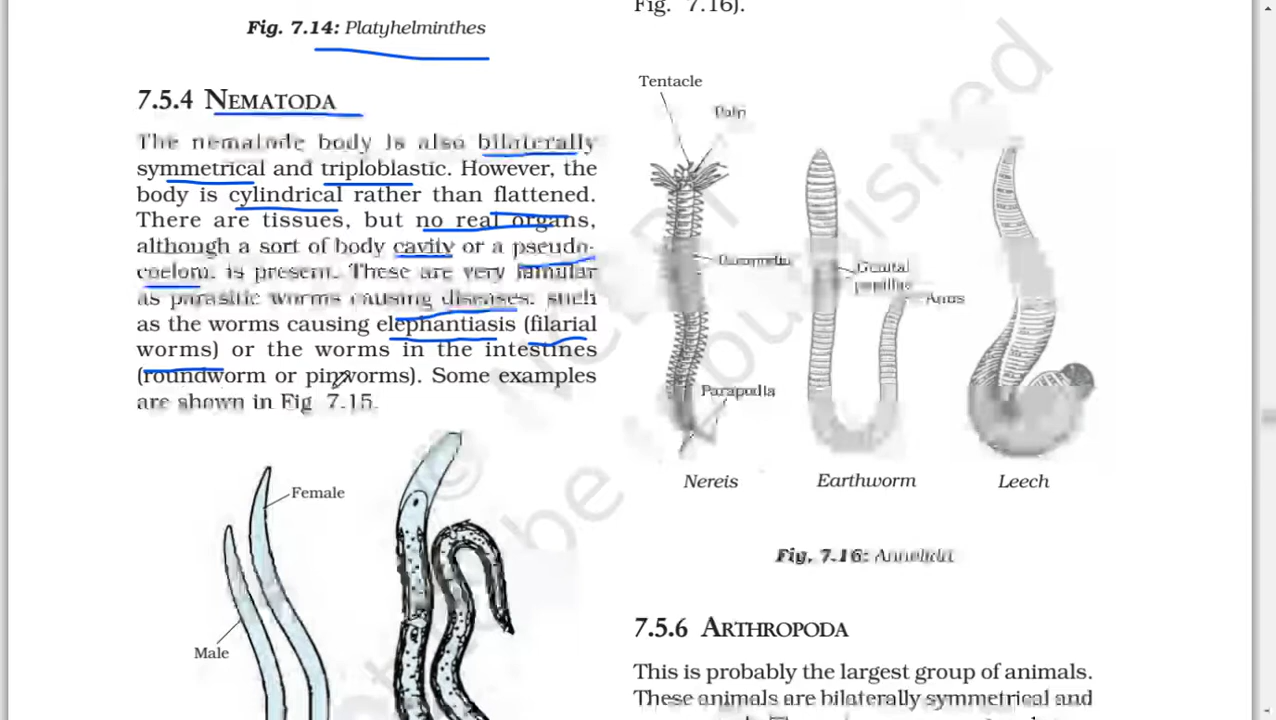 Fig. 7.14: Platyhelminthes
7.5.4 NEMATODA
The nematode body is also bilaterally
symmetrical and triploblastic. However, the
body is cylindrical rather than flattened.
There are tissues, but no real organs,
although a sort of body cavity or a pseudo-
coelom, is present. These are very familiar
as parasitic worms causing diseases, such
as the worms causing elephantiasis (filarial
worms) or the worms in the intestines
(roundworm or pinworms). Some examples
are shown in Fig 7.15.
Female
Male
Fig. 7.16).
Tentacle
Palp
Genital
papillae
Anus
Parapodia
Nereis
Earthworm
Leech
Fig. 7.16: Annelida
7.5.6 ARTHROPODA
This is probably the largest group of animals.
These animals are bilaterally symmetrical and